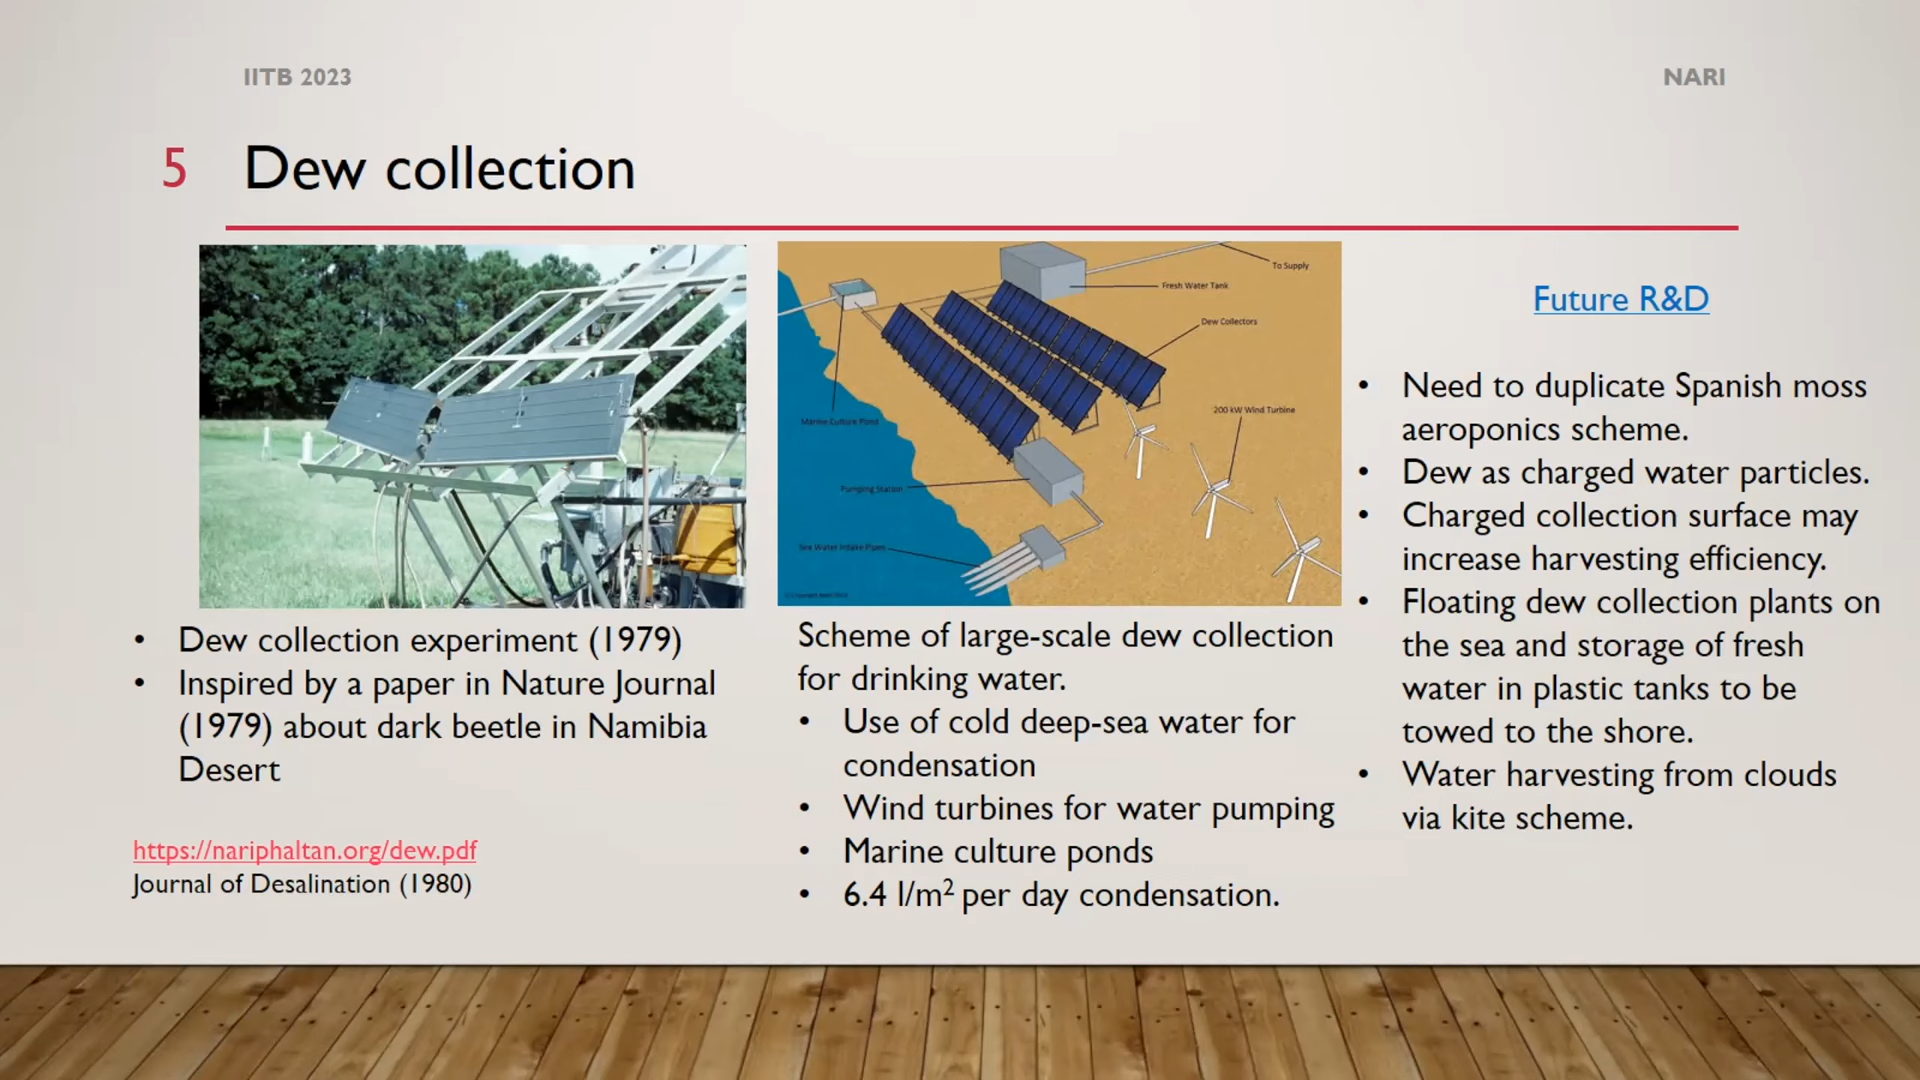 IITB 2023
NARI
5
Dew collection
To Supply
Fresh Water Tank
Dew Collectors
200 kW Wind Turbine
Marine Culture Pond
Pumping Station
Sea Water Intake Pipes
Dew collection experiment (1979)
Inspired by a paper in Nature Journal
(1979) about dark beetle in Namibia
Desert
https://nariphaltan.org/dew.pdf
Journal of Desalination (1980)
Scheme of large-scale dew collection
for drinking water.
Use of cold deep-sea water for
condensation
Wind turbines for water pumping
Marine culture ponds
6.4 l/m² per day condensation.
Future R&D
Need to duplicate Spanish moss
aeroponics scheme.
Dew as charged water particles.
Charged collection surface may
increase harvesting efficiency.
Floating dew collection plants on
the sea and storage of fresh
water in plastic tanks to be
towed to the shore.
Water harvesting from clouds
via kite scheme.